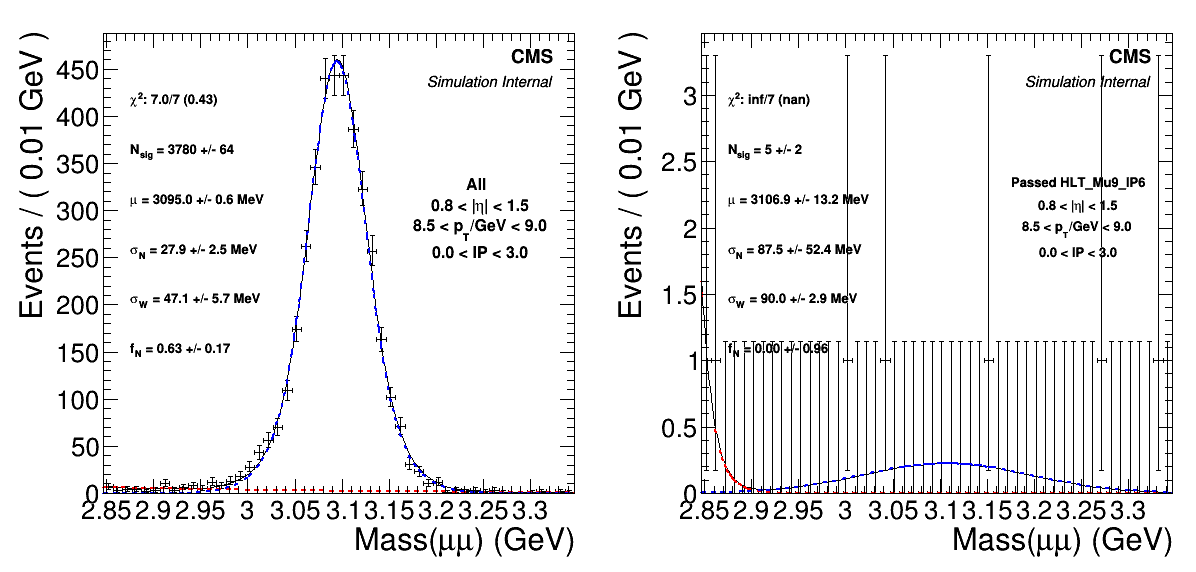 CMS
Simulation Internal
χ²: 7.0/7 (0.43)
N_sig = 3780 +/- 64
μ = 3095.0 +/- 0.6 MeV
σ_N = 27.9 +/- 2.5 MeV
σ_W = 47.1 +/- 5.7 MeV
f_N = 0.63 +/- 0.17
All
0.8 < |η| < 1.5
8.5 < p_T/GeV < 9.0
0.0 < IP < 3.0
Events / ( 0.01 GeV )
450
400
350
300
250
200
150
100
50
0
2.85 2.9 2.95 3 3.05 3.1 3.15 3.2 3.25 3.3
Mass(μμ) (GeV)
CMS
Simulation Internal
χ²: inf/7 (nan)
N_sig = 5 +/- 2
μ = 3106.9 +/- 13.2 MeV
σ_N = 87.5 +/- 52.4 MeV
σ_W = 90.0 +/- 2.9 MeV
f_N = 0.00 +/- 0.96
Passed HLT_Mu9_IP6
0.8 < |η| < 1.5
8.5 < p_T/GeV < 9.0
0.0 < IP < 3.0
Events / ( 0.01 GeV )
3
2.5
2
1.5
1
0.5
0
2.85 2.9 2.95 3 3.05 3.1 3.15 3.2 3.25 3.3
Mass(μμ) (GeV)